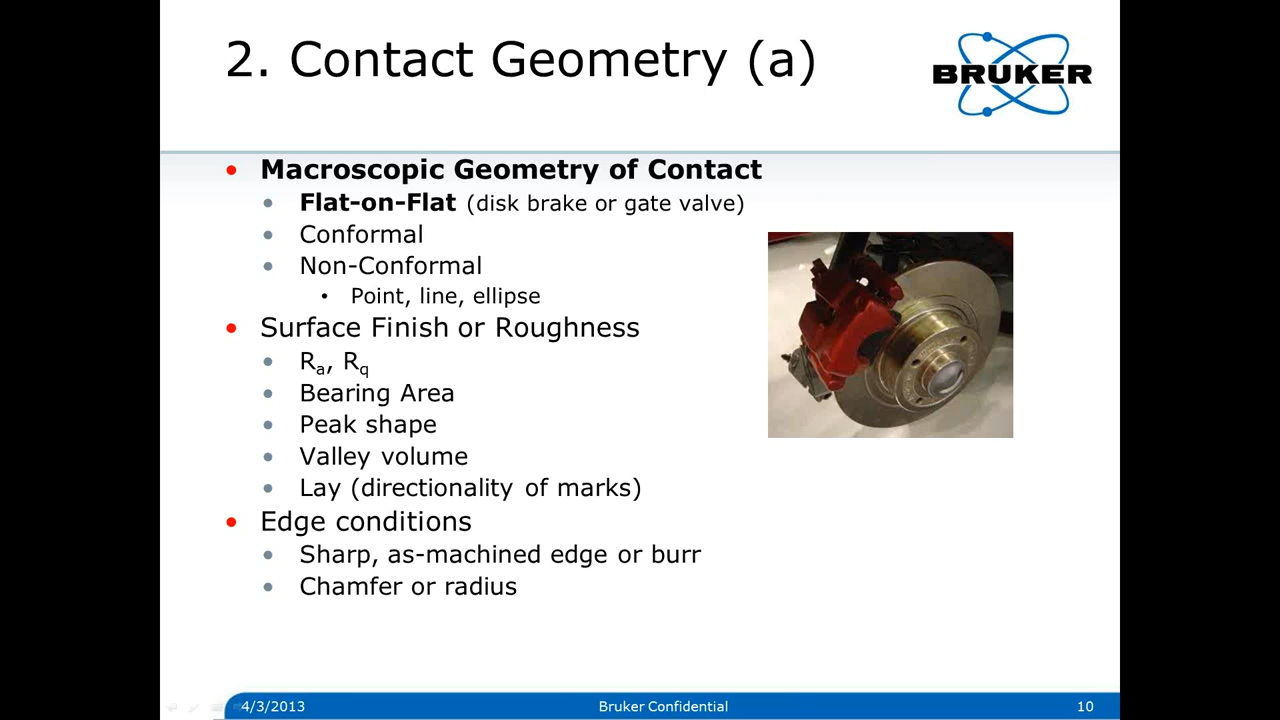 2. Contact Geometry (a)
BRUKER
Macroscopic Geometry of Contact
Flat-on-Flat (disk brake or gate valve)
Conformal
Non-Conformal
Point, line, ellipse
Surface Finish or Roughness
Ra, Rq
Bearing Area
Peak shape
Valley volume
Lay (directionality of marks)
Edge conditions
Sharp, as-machined edge or burr
Chamfer or radius
4/3/2013
Bruker Confidential
10